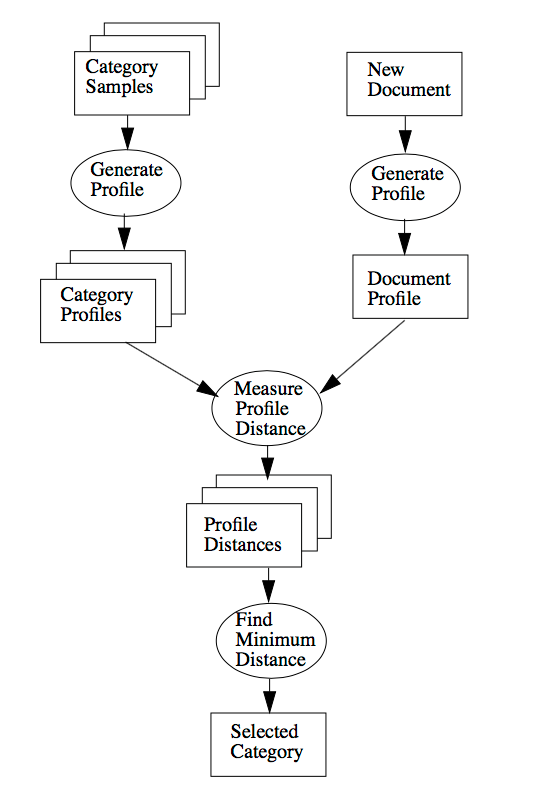 Category
Samples
New
Document
Generate
Profile
Generate
Profile
Category
Profiles
Document
Profile
Measure
Profile
Distance
Profile
Distances
Find
Minimum
Distance
Selected
Category